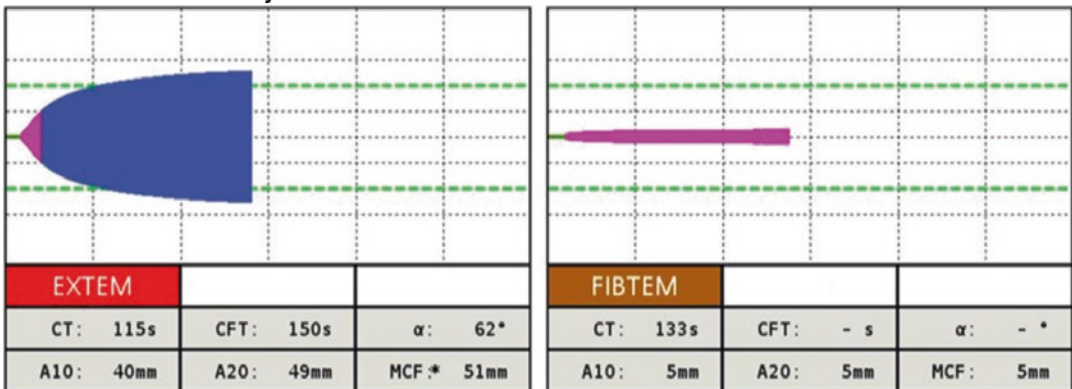 EXTEM
CT: 115s CFT: 150s α: 62°
A10: 40mm A20: 49mm MCF:* 51mm
FIBTEM
CT: 133s CFT: - s α: - °
A10: 5mm A20: 5mm MCF: 5mm